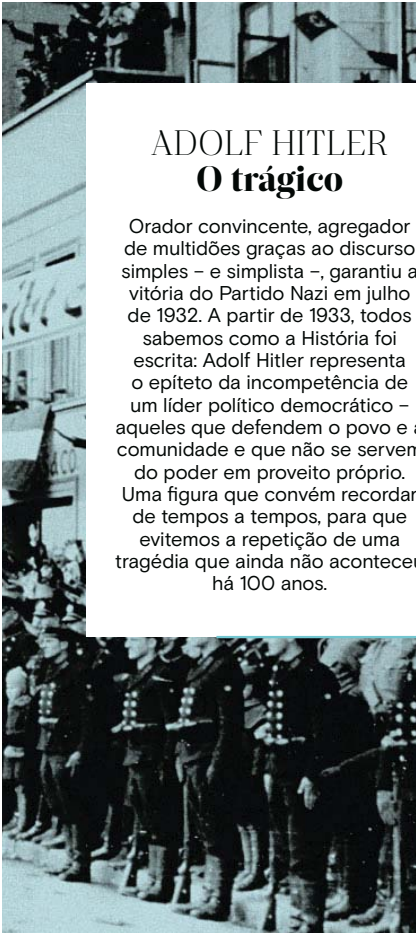 ADOLF HITLER
O trágico
Orador convincente, agregador
de multidões graças ao discurso
simples – e simplista –, garantiu a
vitória do Partido Nazi em julho
de 1932. A partir de 1933, todos
sabemos como a História foi
escrita: Adolf Hitler representa
o epíteto da incompetência de
um líder político democrático –
aqueles que defendem o povo e a
comunidade e que não se servem
do poder em proveito próprio.
Uma figura que convém recordar
de tempos a tempos, para que
evitemos a repetição de uma
tragédia que ainda não aconteceu
há 100 anos.